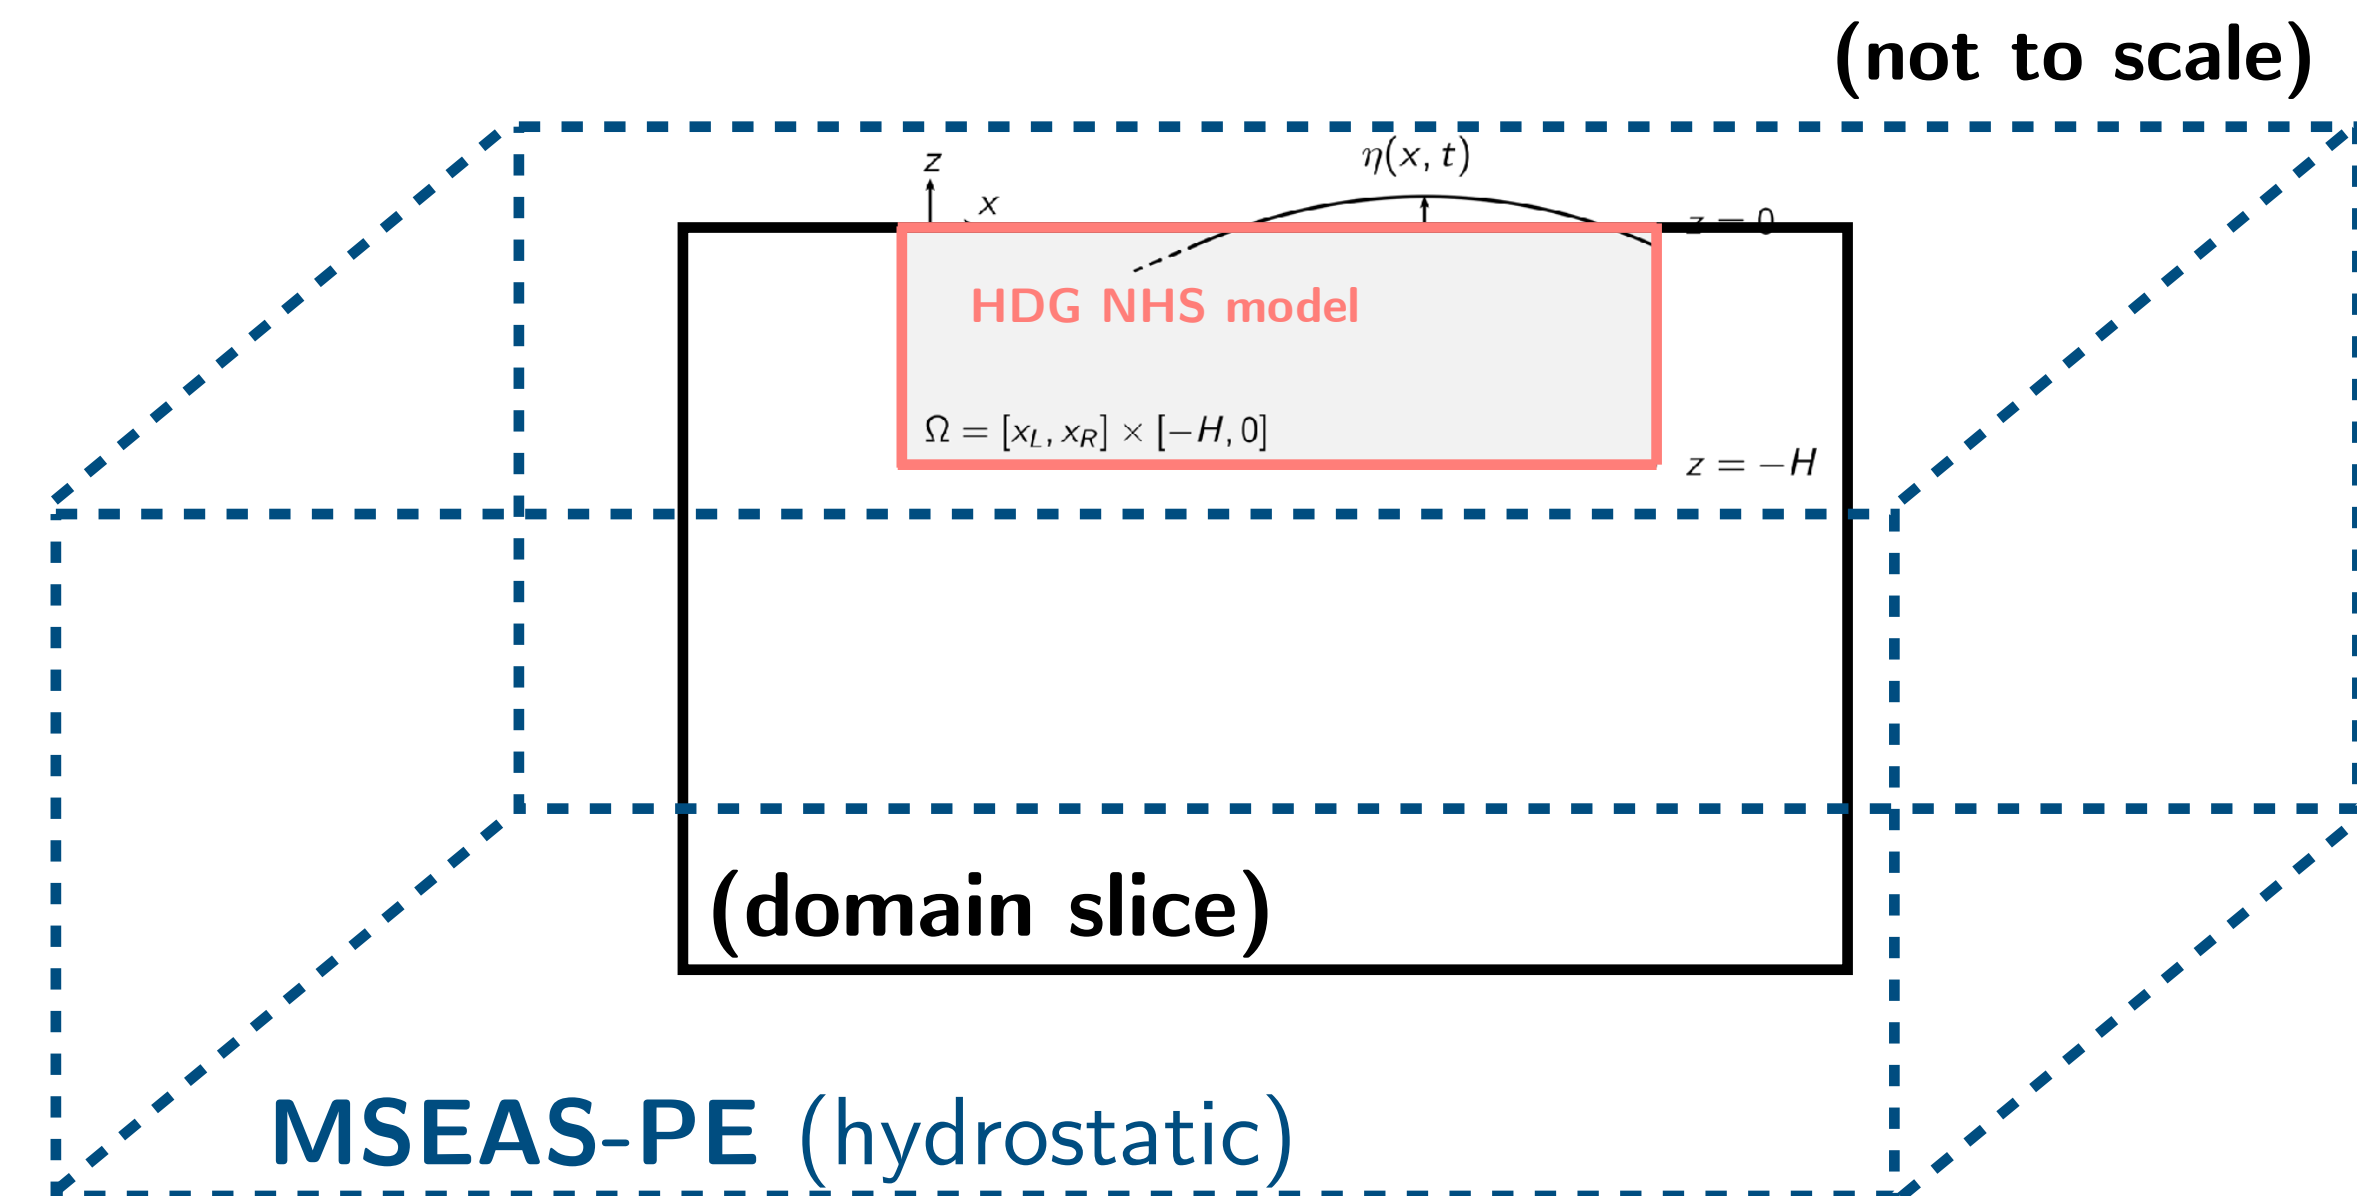 (not to scale)
η(x, t)
z
x
z = 0
HDG NHS model
Ω = [x_L, x_R] × [−H, 0]
z = −H
(domain slice)
MSEAS-PE (hydrostatic)